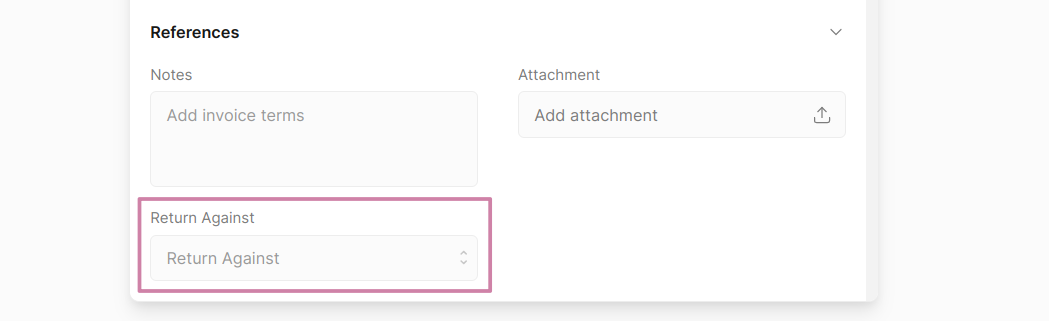 References
Notes
Attachment
Add invoice terms
Add attachment
Return Against
Return Against